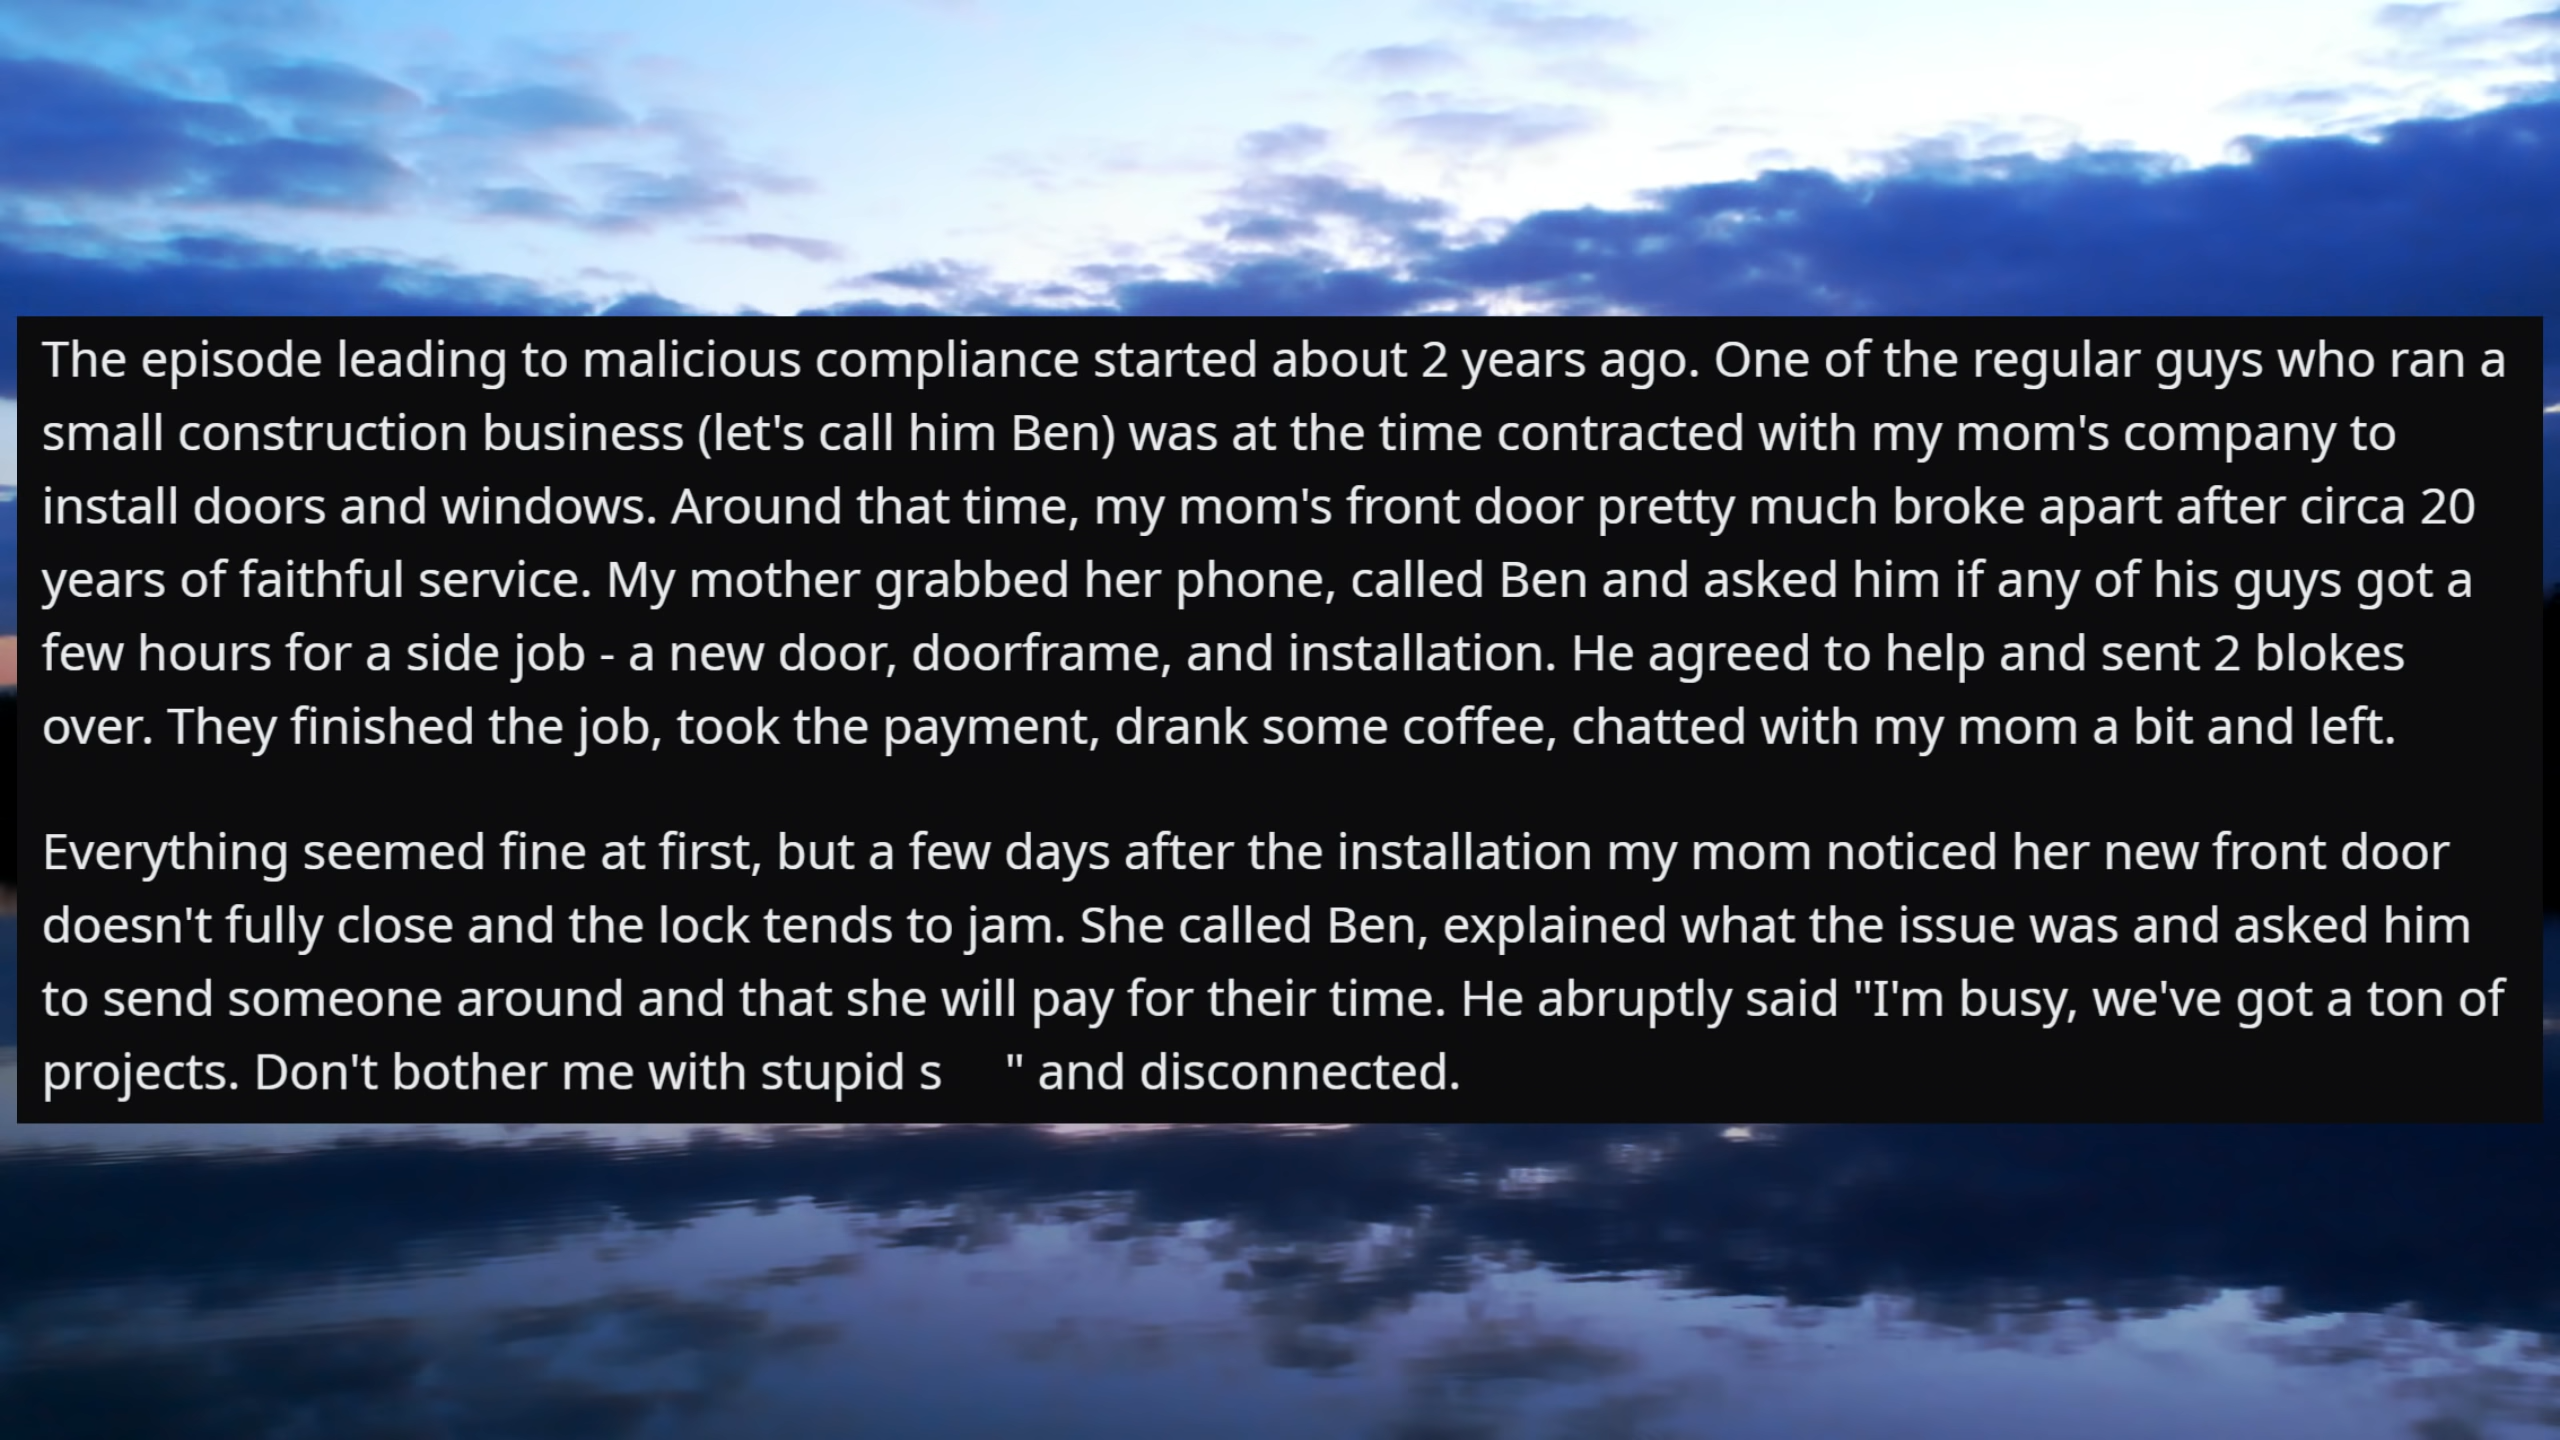 The episode leading to malicious compliance started about 2 years ago. One of the regular guys who ran a
small construction business (let's call him Ben) was at the time contracted with my mom's company to
install doors and windows. Around that time, my mom's front door pretty much broke apart after circa 20
years of faithful service. My mother grabbed her phone, called Ben and asked him if any of his guys got a
few hours for a side job - a new door, doorframe, and installation. He agreed to help and sent 2 blokes
over. They finished the job, took the payment, drank some coffee, chatted with my mom a bit and left.
Everything seemed fine at first, but a few days after the installation my mom noticed her new front door
doesn't fully close and the lock tends to jam. She called Ben, explained what the issue was and asked him
to send someone around and that she will pay for their time. He abruptly said "I'm busy, we've got a ton of
projects. Don't bother me with stupid s " and disconnected.